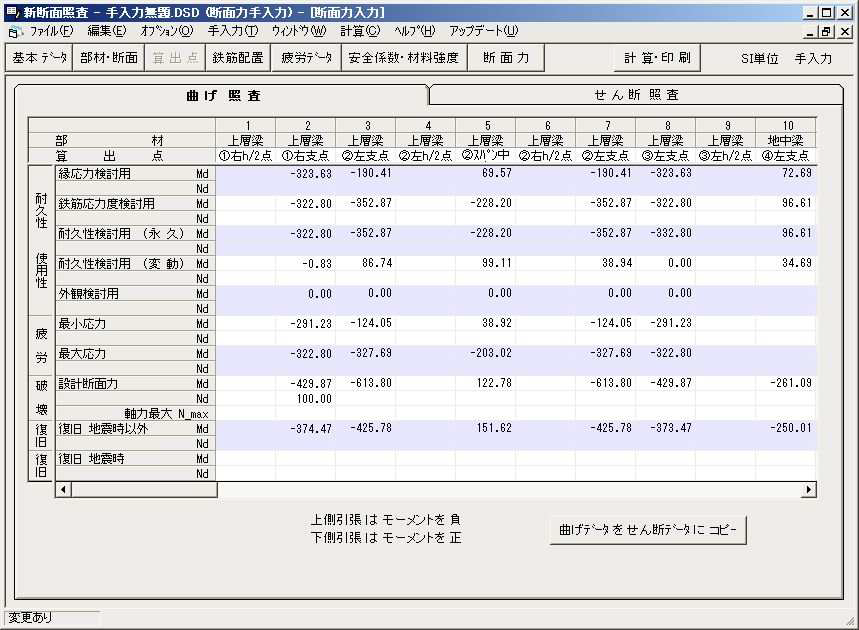 新断面照査 - 手入力無題.DSD (断面力手入力) - [断面力入力]
ファイル(F) 編集(E) オプション(O) 手入力(T) ウィンドウ(W) 計算(C) ヘルプ(H) アップデート(U)
基本 データ 部材・断面 算 出 点 鉄筋配置 疲労データ 安全係数・材料強度 断 面 力 計 算・印 刷 SI単位 手入力
曲げ 照 査 せ ん 断 照 査
1 2 3 4 5 6 7 8 9 10
部 材 上層梁 上層梁 上層梁 上層梁 上層梁 上層梁 上層梁 上層梁 上層梁 地中梁
算 出 点 ①右h/2点 ①右支点 ②左支点 ②左h/2点 ②スパン中 ②右h/2点 ②左支点 ③左支点 ③左h/2点 ④左支点
耐久性 使用性
縁応力検討用 Md -323.63 -190.41 69.57 -190.41 -323.63 72.69
Nd
鉄筋応力度検討用 Md -322.80 -352.87 -228.20 -352.87 -322.80 96.61
Nd
耐久性検討用 (永 久) Md -322.80 -352.87 -228.20 -352.87 -332.80 96.61
Nd
耐久性検討用 (変 動) Md -0.83 86.74 99.11 38.94 0.00 34.69
Nd
外観検討用 Md 0.00 0.00 0.00 0.00 0.00
Nd
疲労
最小応力 Md -291.23 -124.05 38.92 -124.05 -291.23
Nd
最大応力 Md -322.80 -327.69 -203.02 -327.69 -322.80
Nd
破壊
設計断面力 Md -429.87 -613.80 122.78 -613.80 -429.87 -261.09
Nd 100.00
軸力最大 N_max
復旧
復旧 地震時以外 Md -374.47 -425.78 151.62 -425.78 -373.47 -250.01
Nd
復旧
復旧 地震時 Md
Nd
上側引張は モーメントを 負
下側引張は モーメントを 正
曲げデータを せん断データに コピー
変更あり